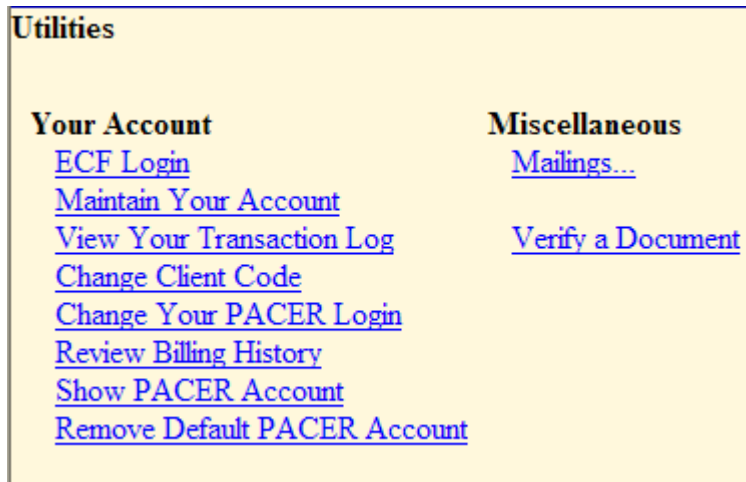 Utilities
Your Account
ECF Login
Maintain Your Account
View Your Transaction Log
Change Client Code
Change Your PACER Login
Review Billing History
Show PACER Account
Remove Default PACER Account
Miscellaneous
Mailings...
Verify a Document